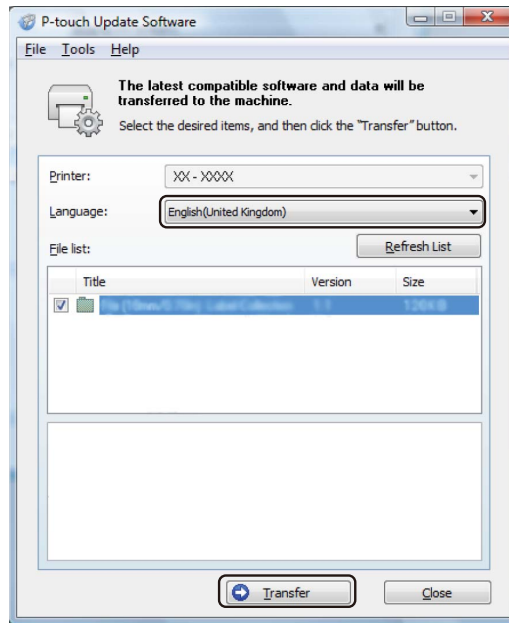 P-touch Update Software
File Tools Help
The latest compatible software and data will be
transferred to the machine.
Select the desired items, and then click the "Transfer" button.
Printer: XX - XXXX
Language: English(United Kingdom)
File list: Refresh List
Title Version Size
Transfer Close